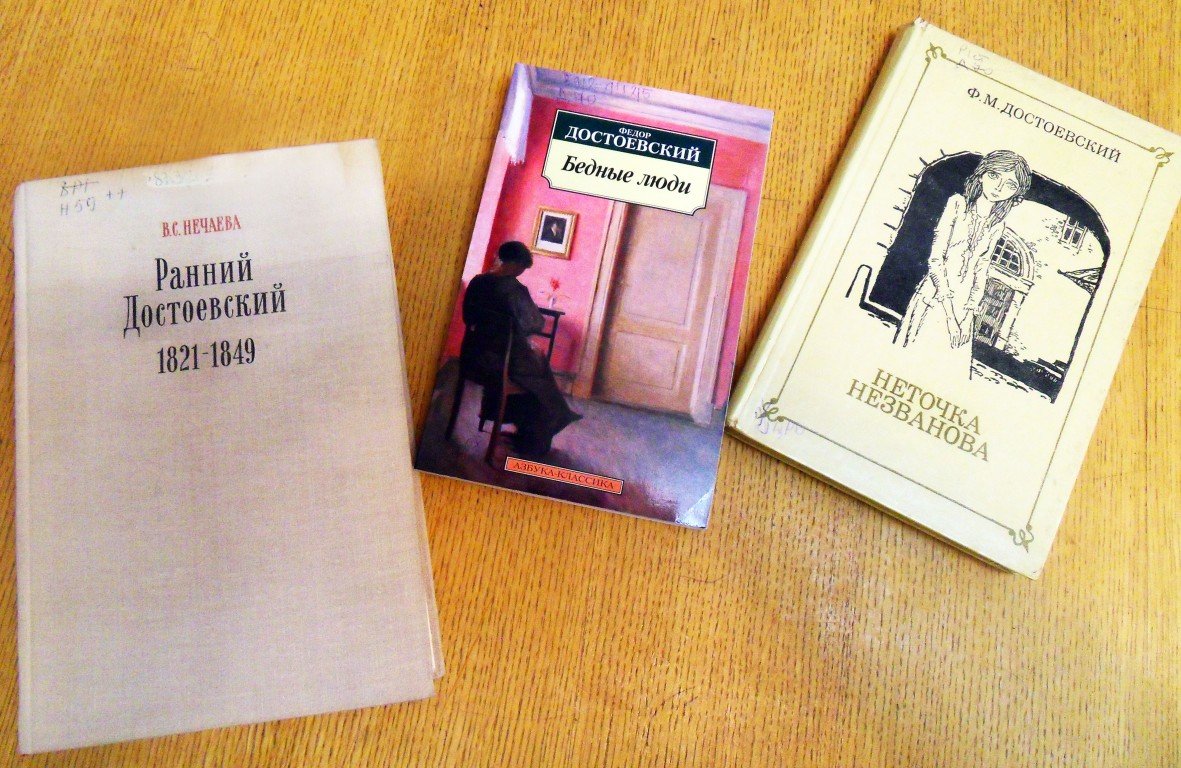 В.С. НЕЧАЕВА
РАННИЙ
ДОСТОЕВСКИЙ
1821-1849
ФЕДОР
ДОСТОЕВСКИЙ
Бедные люди
АЗБУКА-КЛАССИКА
Ф. М. ДОСТОЕВСКИЙ
НЕТОЧКА
НЕЗВАНОВА